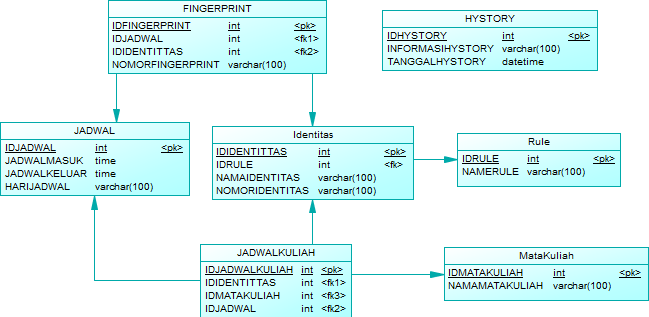 FINGERPRINT
IDFINGERPRINT int <pk>
IDJADWAL int <fk1>
IDIDENTITTAS int <fk2>
NOMORFINGERPRINT varchar(100)
HYSTORY
IDHYSTORY int <pk>
INFORMASIHYSTORY varchar(100)
TANGGALHYSTORY datetime
JADWAL
IDJADWAL int <pk>
JADWALMASUK time
JADWALKELUAR time
HARIJADWAL varchar(100)
Identitas
IDIDENTITTAS int <pk>
IDRULE int <fk>
NAMAIDENTITAS varchar(100)
NOMORIDENTITAS varchar(100)
Rule
IDRULE int <pk>
NAMERULE varchar(100)
JADWALKULIAH
IDJADWALKULIAH int <pk>
IDIDENTITTAS int <fk1>
IDMATAKULIAH int <fk3>
IDJADWAL int <fk2>
MataKuliah
IDMATAKULIAH int <pk>
NAMAMATAKULIAH varchar(100)